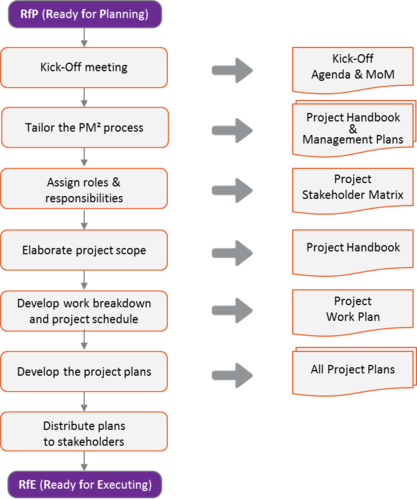 RfP (Ready for Planning)
Kick-Off meeting
Kick-Off
Agenda & MoM
Tailor the PM² process
Project Handbook
&
Management Plans
Assign roles &
responsibilities
Project
Stakeholder Matrix
Elaborate project scope
Project Handbook
Develop work breakdown
and project schedule
Project
Work Plan
Develop the project plans
All Project Plans
Distribute plans
to stakeholders
RfE (Ready for Executing)